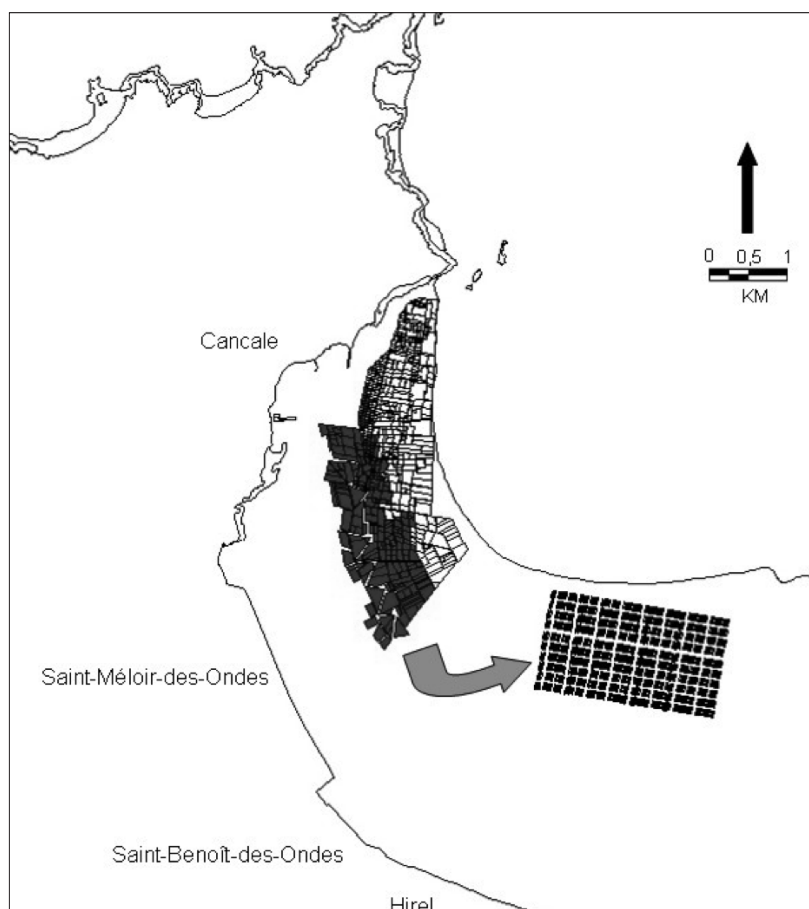 0 0,5 1
KM
Cancale
Saint-Méloir-des-Ondes
Saint-Benoît-des-Ondes
Hirel